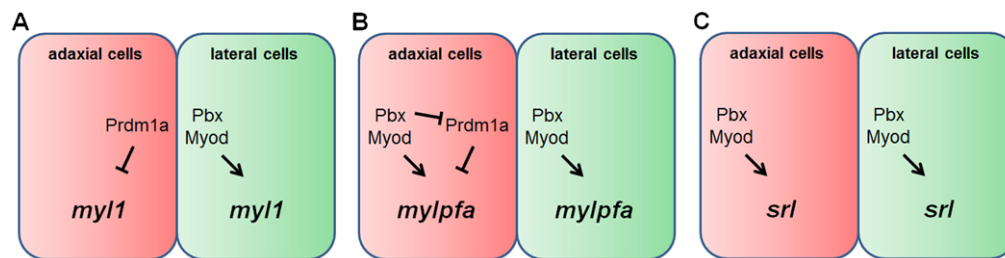 A
adaxial cells
lateral cells
Prdm1a
Pbx
Myod
myl1
myl1
B
adaxial cells
lateral cells
Pbx
Myod
Prdm1a
Pbx
Myod
mylpfa
mylpfa
C
adaxial cells
lateral cells
Pbx
Myod
Pbx
Myod
srl
srl